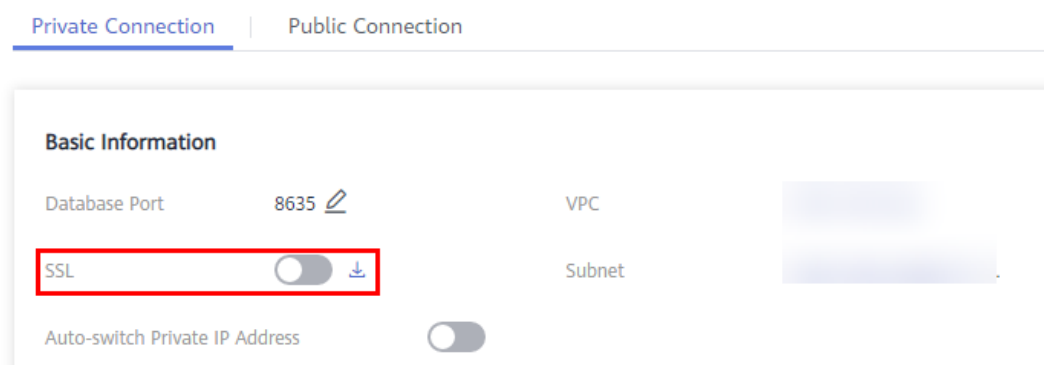 Private Connection Public Connection
Basic Information
Database Port 8635 VPC
SSL Subnet
Auto-switch Private IP Address